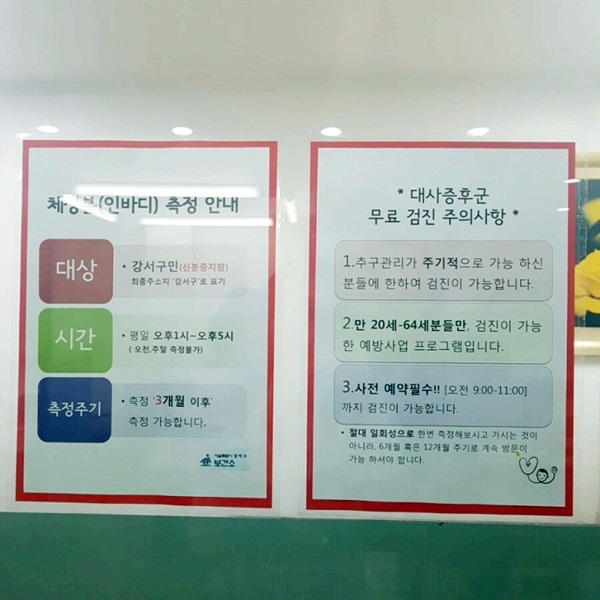 체성분(인바디) 측정 안내
대상
• 강서구민(신분증지참)
최종주소지 '강서구'로 표기
시간
• 평일 오후1시~오후5시
( 오전,주말 측정불가)
측정주기
• 측정 '3개월 이후'
측정 가능합니다.
보건소
* 대사증후군
무료 검진 주의사항 *
1.추구관리가 주기적으로 가능 하신
분들에 한하여 검진이 가능합니다.
2.만 20세-64세분들만, 검진이 가능
한 예방사업 프로그램입니다.
3.사전 예약필수!! [오전 9:00-11:00]
까지 검진이 가능합니다.
• 절대 일회성으로 한번 측정해보시고 가시는 것이
아니라, 6개월 혹은 12개월 주기로 계속 방문이
가능 하셔야 합니다.